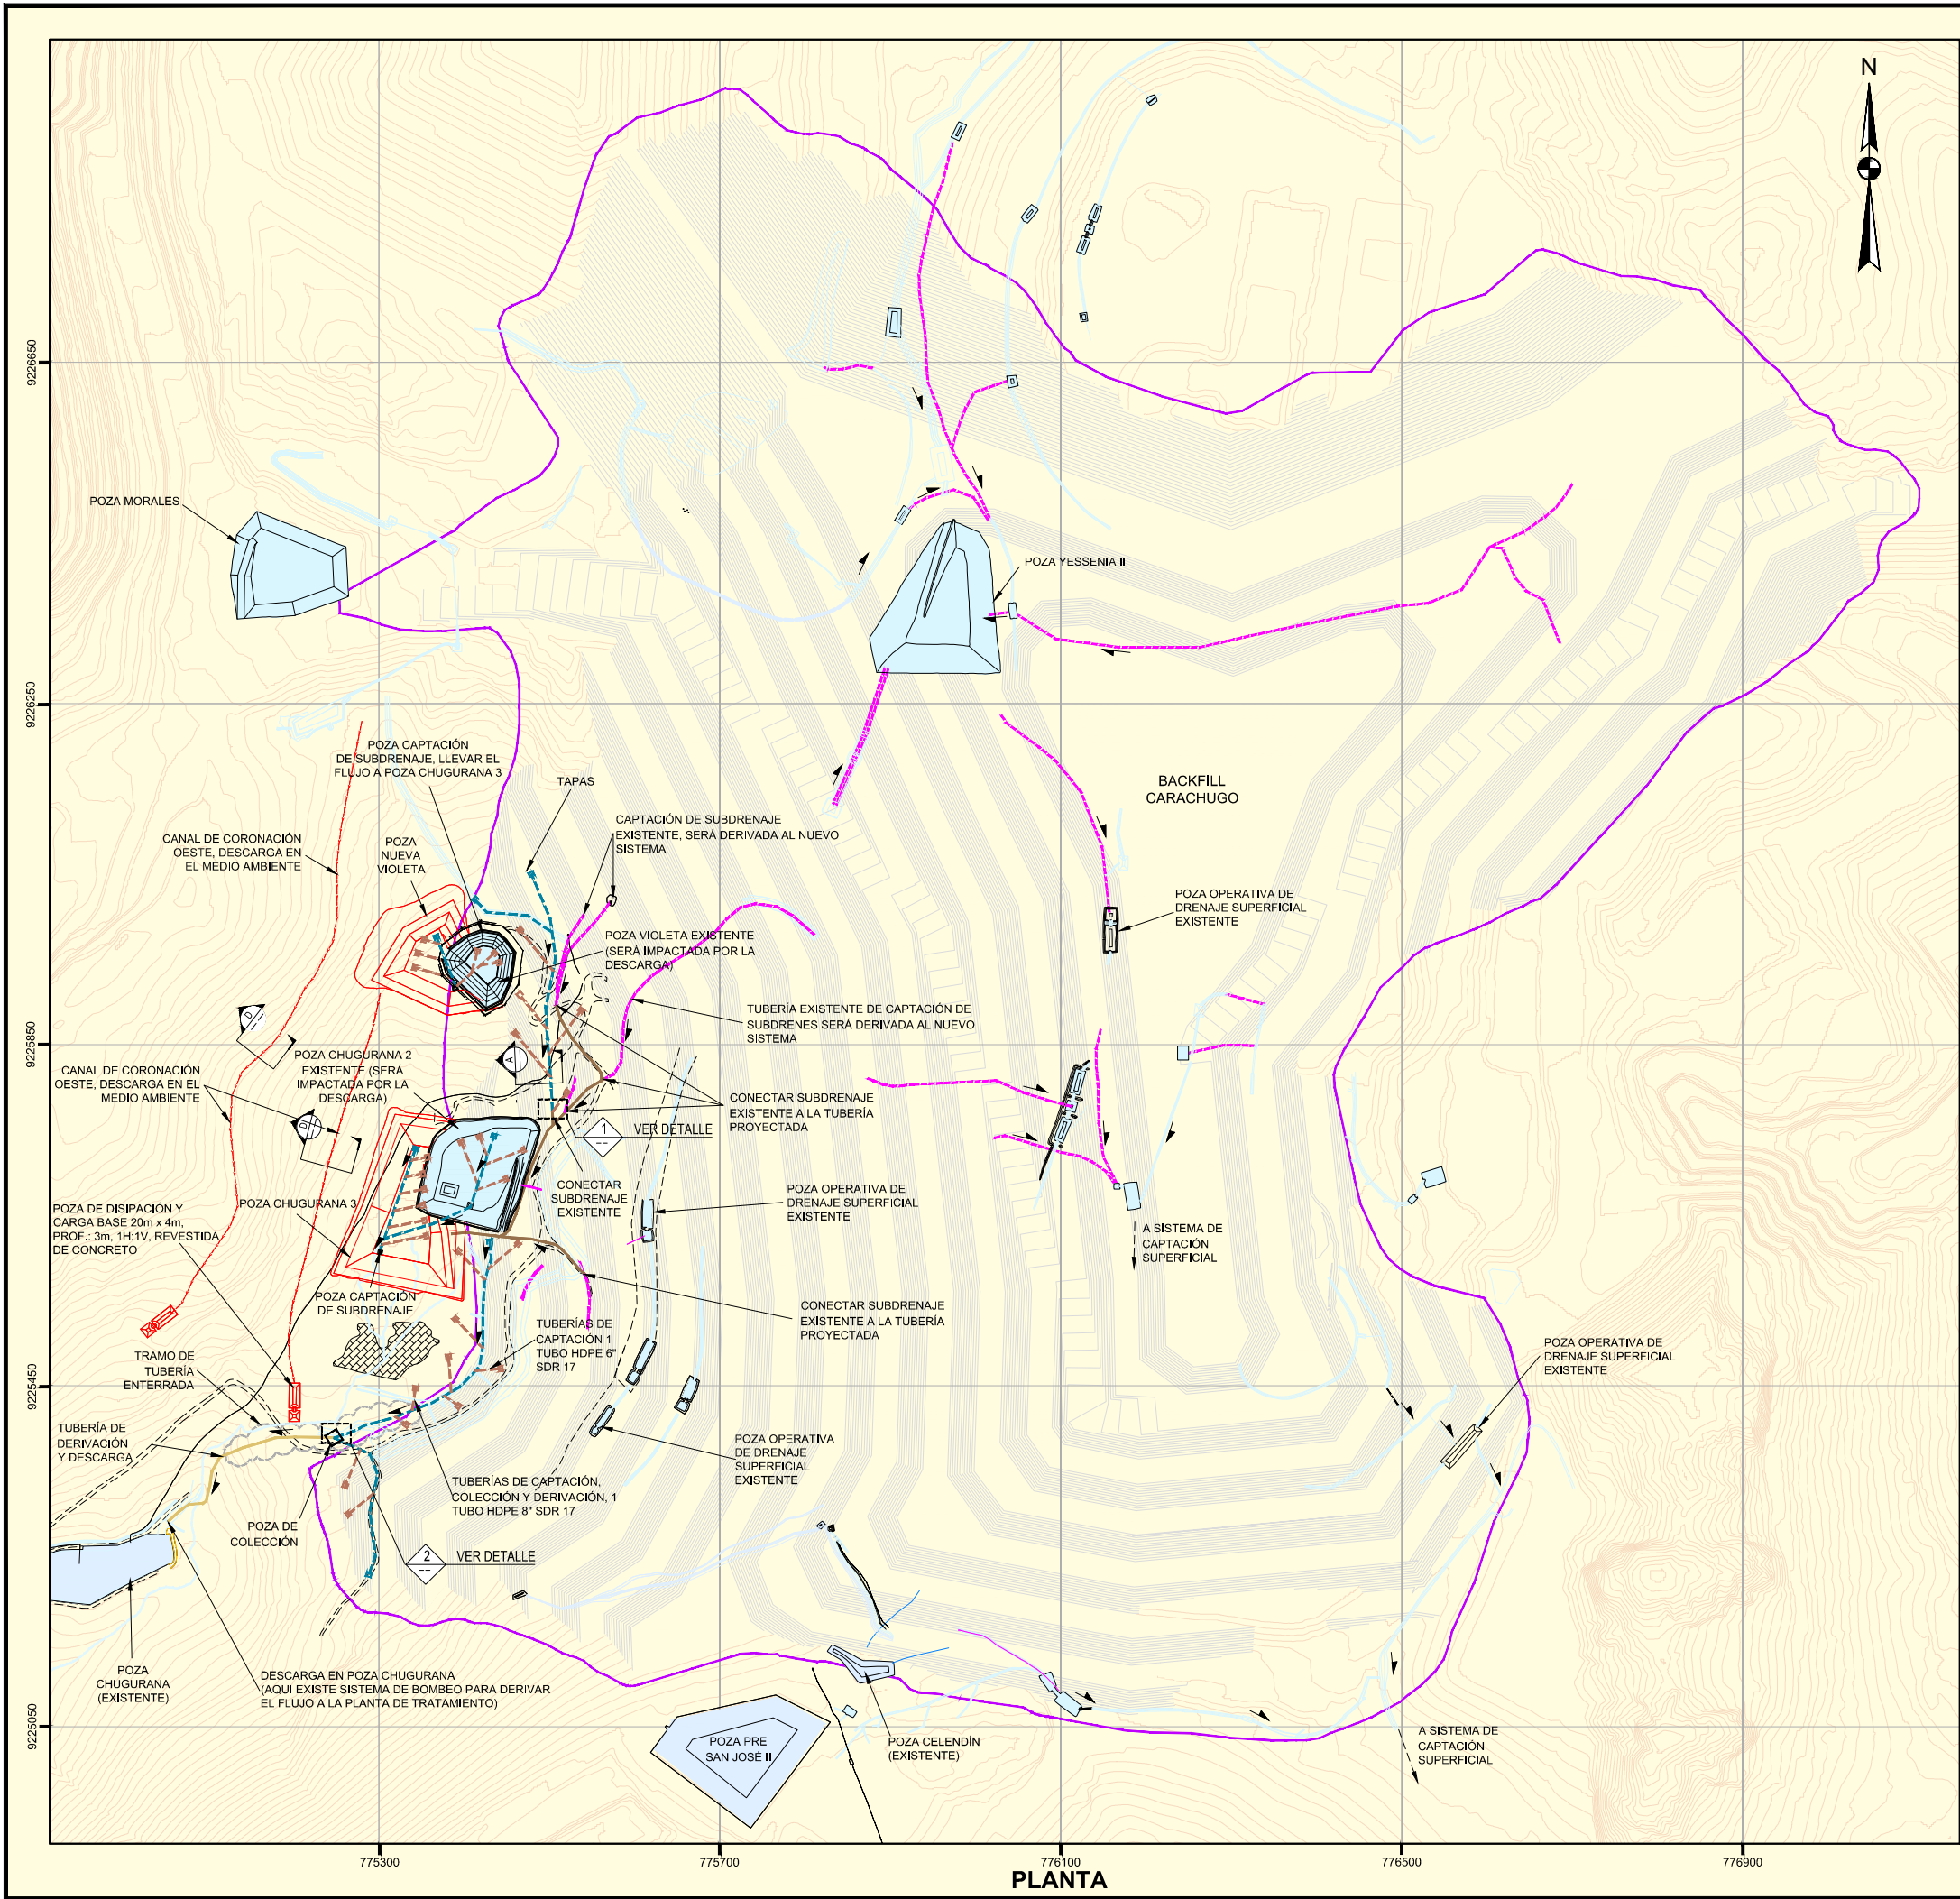 N
9226650
9226250
9225850
9225450
9225050
POZA MORALES
POZA YESSENIA II
POZA CAPTACIÓN
DE SUBDRENAJE, LLEVAR EL
FLUJO A POZA CHUGURANA 3
TAPAS
BACKFILL
CARACHUGO
CANAL DE CORONACIÓN
OESTE, DESCARGA EN
EL MEDIO AMBIENTE
POZA
NUEVA
VIOLETA
CAPTACIÓN DE SUBDRENAJE
EXISTENTE, SERÁ DERIVADA AL NUEVO
SISTEMA
POZA OPERATIVA DE
DRENAJE SUPERFICIAL
EXISTENTE
POZA VIOLETA EXISTENTE
(SERÁ IMPACTADA POR LA
DESCARGA)
TUBERÍA EXISTENTE DE CAPTACIÓN DE
SUBDRENES SERÁ DERIVADA AL NUEVO
SISTEMA
D
--
A
--
POZA CHUGURANA 2
EXISTENTE (SERÁ
IMPACTADA POR LA
DESCARGA)
CANAL DE CORONACIÓN
OESTE, DESCARGA EN EL
MEDIO AMBIENTE
D
--
CONECTAR SUBDRENAJE
EXISTENTE A LA TUBERÍA
PROYECTADA
1
--
VER DETALLE
CONECTAR
SUBDRENAJE
EXISTENTE
POZA OPERATIVA DE
DRENAJE SUPERFICIAL
EXISTENTE
POZA DE DISIPACIÓN Y
CARGA BASE 20m x 4m,
PROF.: 3m, 1H:1V, REVESTIDA
DE CONCRETO
POZA CHUGURANA 3
A SISTEMA DE
CAPTACIÓN
SUPERFICIAL
POZA CAPTACIÓN
DE SUBDRENAJE
CONECTAR SUBDRENAJE
EXISTENTE A LA TUBERÍA
PROYECTADA
TUBERÍAS DE
CAPTACIÓN 1
TUBO HDPE 6"
SDR 17
TRAMO DE
TUBERÍA
ENTERRADA
POZA OPERATIVA DE
DRENAJE SUPERFICIAL
EXISTENTE
TUBERÍA DE
DERIVACIÓN
Y DESCARGA
POZA OPERATIVA
DE DRENAJE
SUPERFICIAL
EXISTENTE
TUBERÍAS DE CAPTACIÓN,
COLECCIÓN Y DERIVACIÓN, 1
TUBO HDPE 8" SDR 17
POZA DE
COLECCIÓN
2
--
VER DETALLE
POZA
CHUGURANA
(EXISTENTE)
DESCARGA EN POZA CHUGURANA
(AQUI EXISTE SISTEMA DE BOMBEO PARA DERIVAR
EL FLUJO A LA PLANTA DE TRATAMIENTO)
POZA PRE
SAN JOSÉ II
POZA CELENDÍN
(EXISTENTE)
A SISTEMA DE
CAPTACIÓN
SUPERFICIAL
775300
775700
776100
776500
776900
PLANTA